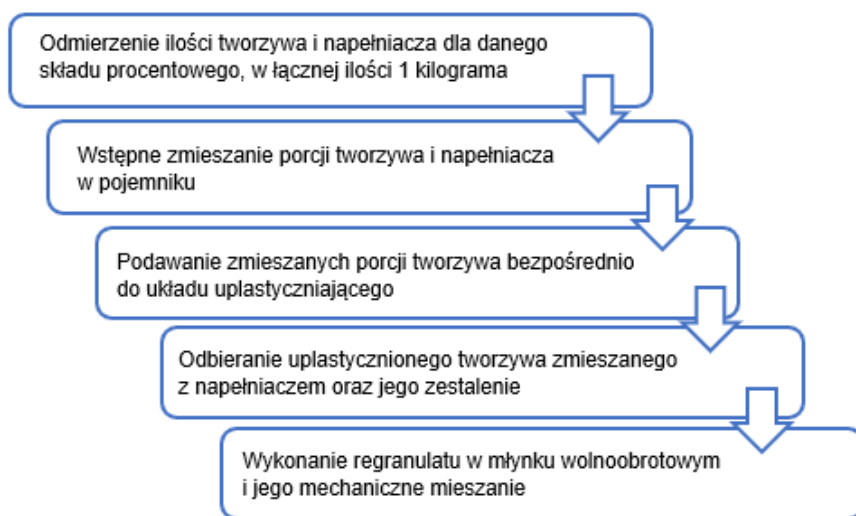 Odmierzenie ilości tworzywa i napełniacza dla danego
składu procentowego, w łącznej ilości 1 kilograma
Wstępne zmieszanie porcji tworzywa i napełniacza
w pojemniku
Podawanie zmieszanych porcji tworzywa bezpośrednio
do układu uplastyczniającego
Odbieranie uplastycznionego tworzywa zmieszanego
z napełniaczem oraz jego zestalenie
Wykonanie regranulatu w młynku wolnoobrotowym
i jego mechaniczne mieszanie